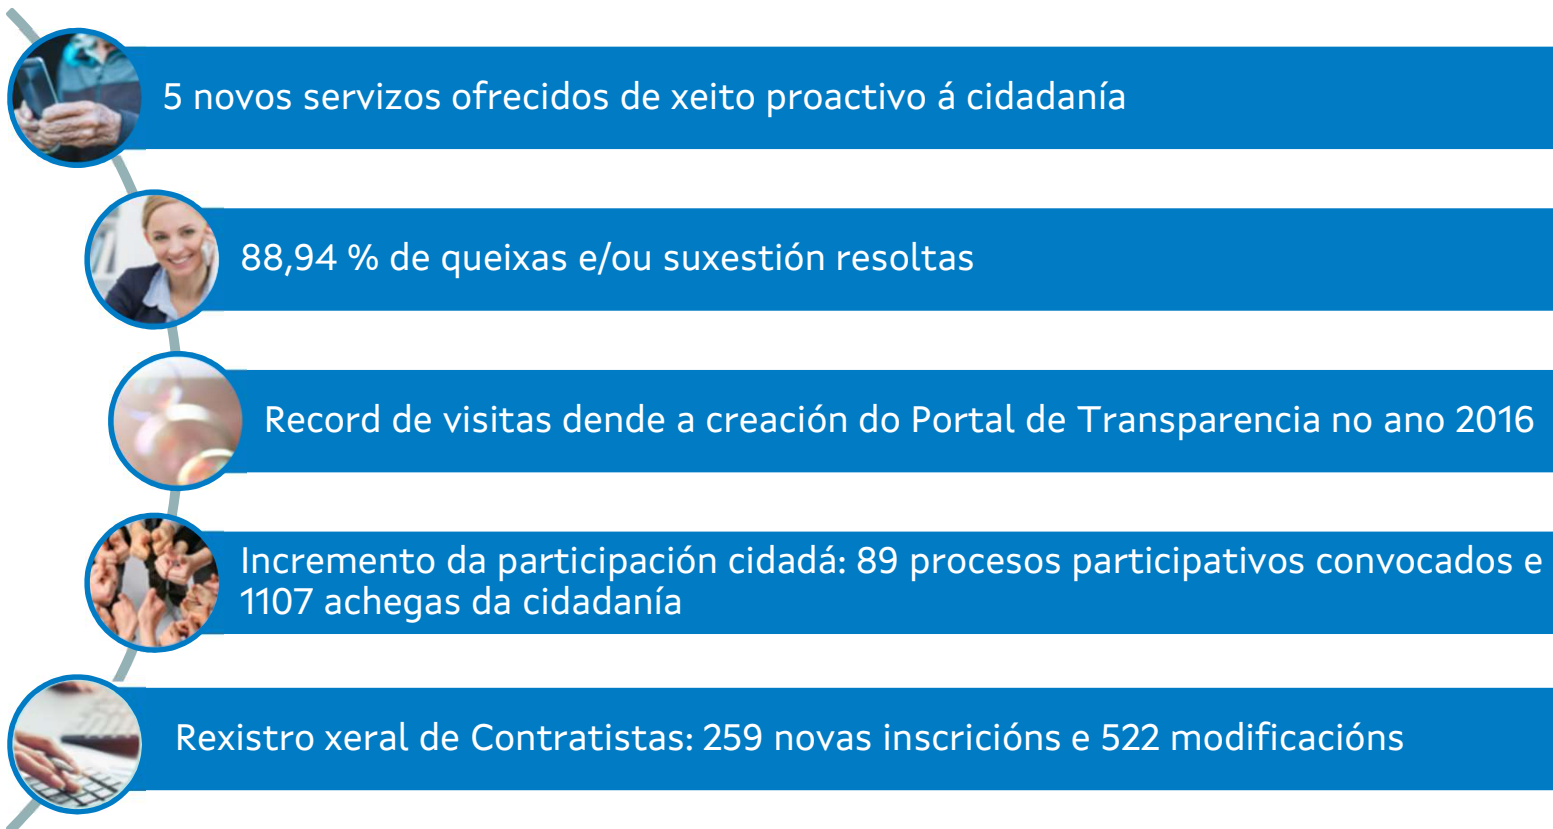 5 novos servizos ofrecidos de xeito proactivo á cidadanía
88,94 % de queixas e/ou suxestión resoltas
Record de visitas dende a creación do Portal de Transparencia no ano 2016
Incremento da participación cidadá: 89 procesos participativos convocados e
1107 achegas da cidadanía
Rexistro xeral de Contratistas: 259 novas inscricións e 522 modificacións